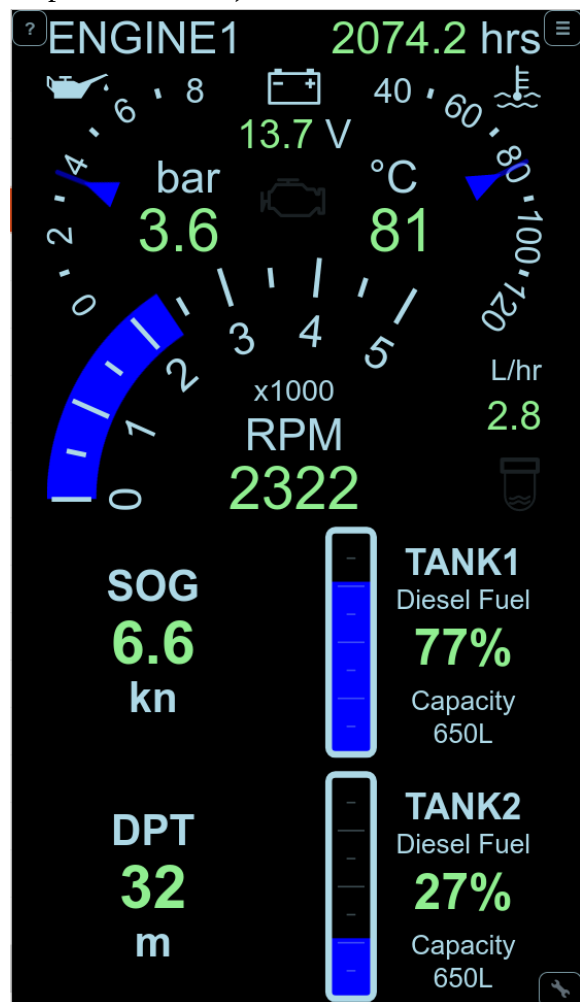 ?
ENGINE1 2074.2 hrs
- +
13.7 V
0 2 4 6 8
bar
3.6
40 60 80 100 120
°C
81
0 1 2 3 4 5
x1000
RPM
2322
L/hr
2.8
SOG
6.6
kn
TANK1
Diesel Fuel
77%
Capacity
650L
DPT
32
m
TANK2
Diesel Fuel
27%
Capacity
650L